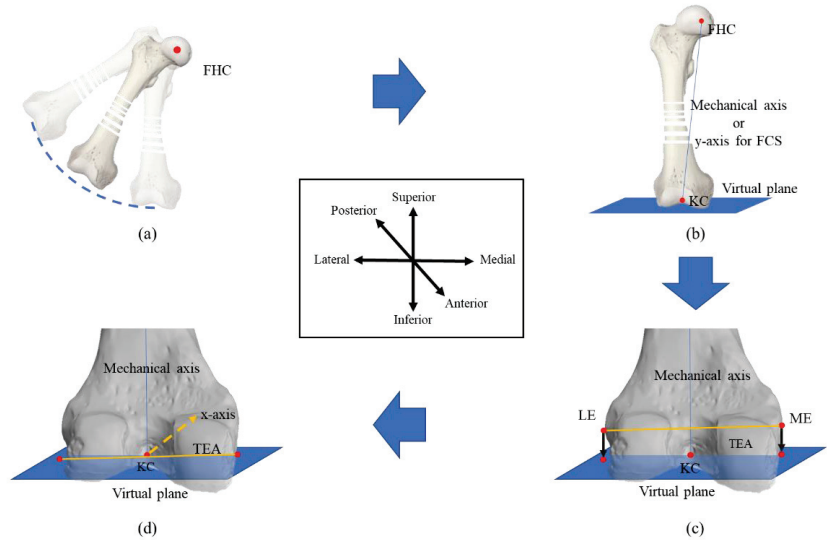 FHC
(a)
FHC
Mechanical axis
or
y-axis for FCS
Virtual plane
KC
(b)
Superior
Posterior
Lateral
Medial
Anterior
Inferior
Mechanical axis
x-axis
TEA
KC
Virtual plane
(d)
Mechanical axis
LE
ME
TEA
KC
Virtual plane
(c)